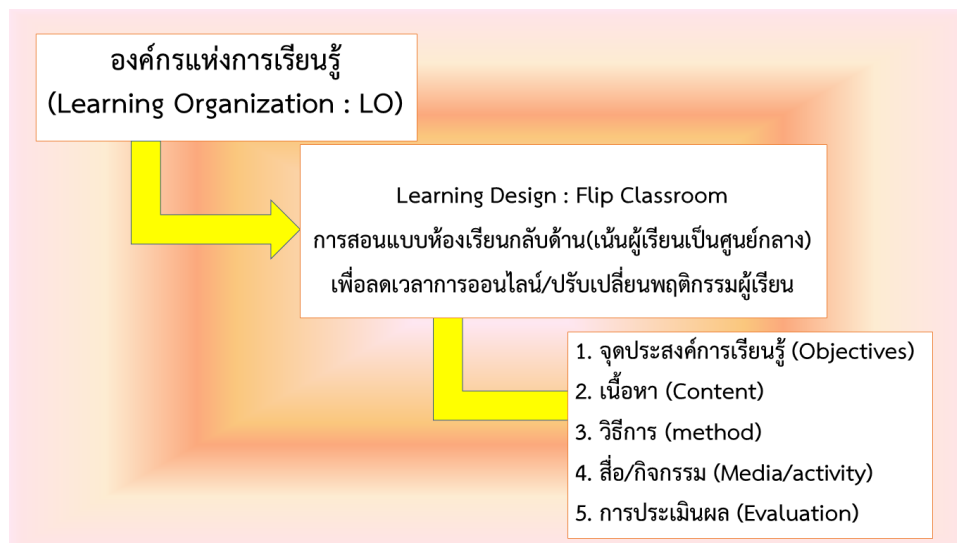 องค์กรแห่งการเรียนรู้
(Learning Organization : LO)
Learning Design : Flip Classroom
การสอนแบบห้องเรียนกลับด้าน(เน้นผู้เรียนเป็นศูนย์กลาง)
เพื่อลดเวลาการออนไลน์/ปรับเปลี่ยนพฤติกรรมผู้เรียน
1. จุดประสงค์การเรียนรู้ (Objectives)
2. เนื้อหา (Content)
3. วิธีการ (method)
4. สื่อ/กิจกรรม (Media/activity)
5. การประเมินผล (Evaluation)